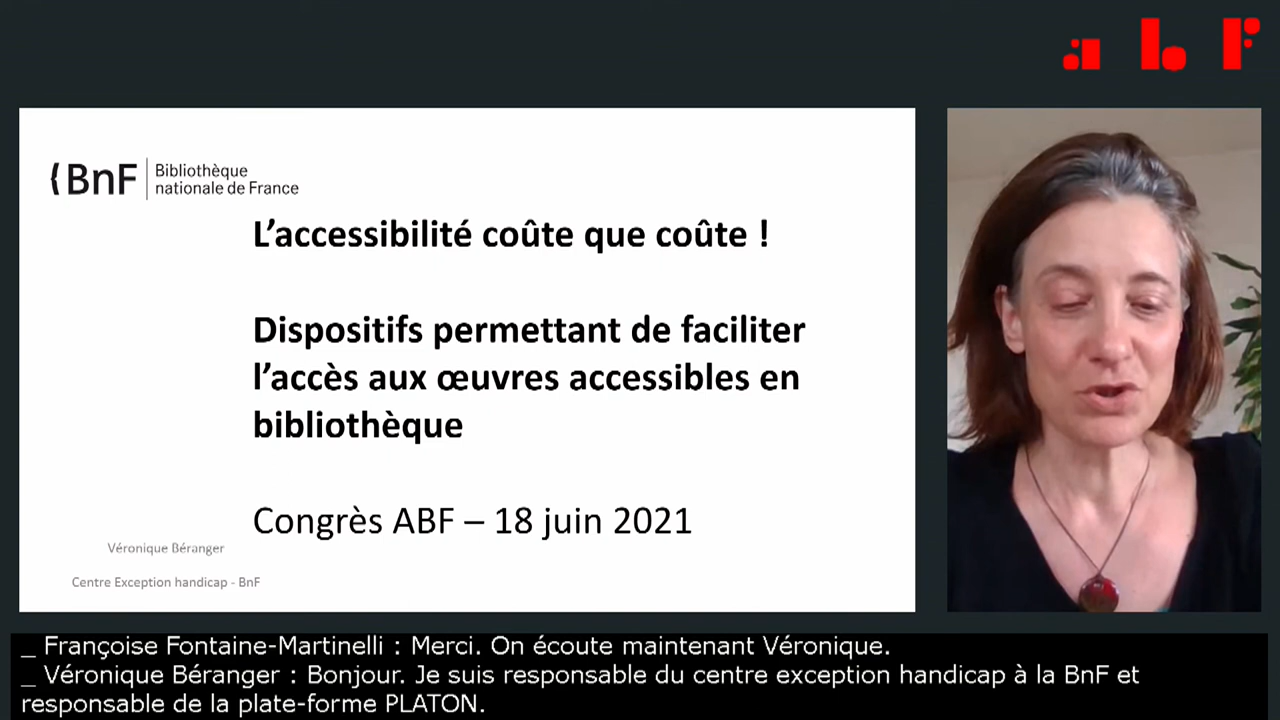 abf
{BnF
Bibliothèque
nationale de France
L’accessibilité coûte que coûte !
Dispositifs permettant de faciliter
l’accès aux œuvres accessibles en
bibliothèque
Congrès ABF – 18 juin 2021
Véronique Béranger
Centre Exception handicap - BnF
_ Françoise Fontaine-Martinelli : Merci. On écoute maintenant Véronique.
_ Véronique Béranger : Bonjour. Je suis responsable du centre exception handicap à la BnF et
responsable de la plate-forme PLATON.